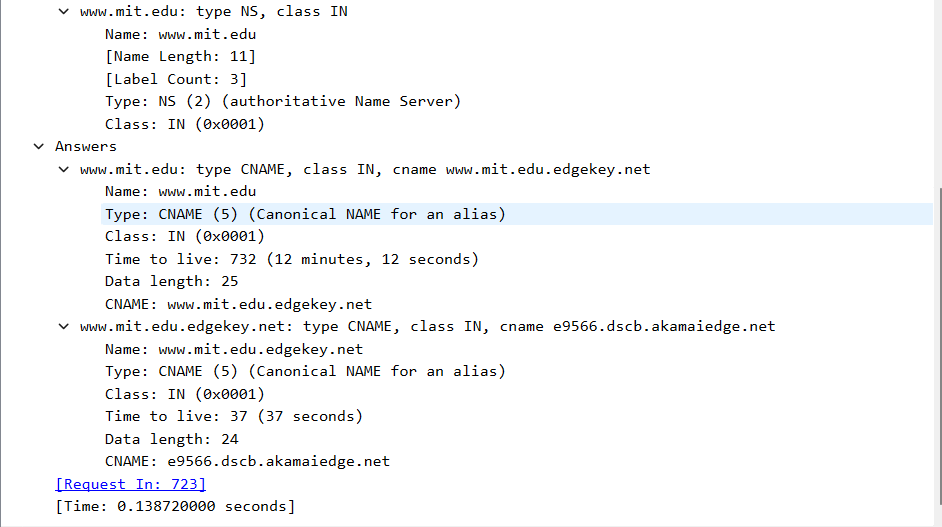 www.mit.edu: type NS, class IN
Name: www.mit.edu
[Name Length: 11]
[Label Count: 3]
Type: NS (2) (authoritative Name Server)
Class: IN (0x0001)
Answers
www.mit.edu: type CNAME, class IN, cname www.mit.edu.edgekey.net
Name: www.mit.edu
Type: CNAME (5) (Canonical NAME for an alias)
Class: IN (0x0001)
Time to live: 732 (12 minutes, 12 seconds)
Data length: 25
CNAME: www.mit.edu.edgekey.net
www.mit.edu.edgekey.net: type CNAME, class IN, cname e9566.dscb.akamaiedge.net
Name: www.mit.edu.edgekey.net
Type: CNAME (5) (Canonical NAME for an alias)
Class: IN (0x0001)
Time to live: 37 (37 seconds)
Data length: 24
CNAME: e9566.dscb.akamaiedge.net
[Request In: 723]
[Time: 0.138720000 seconds]